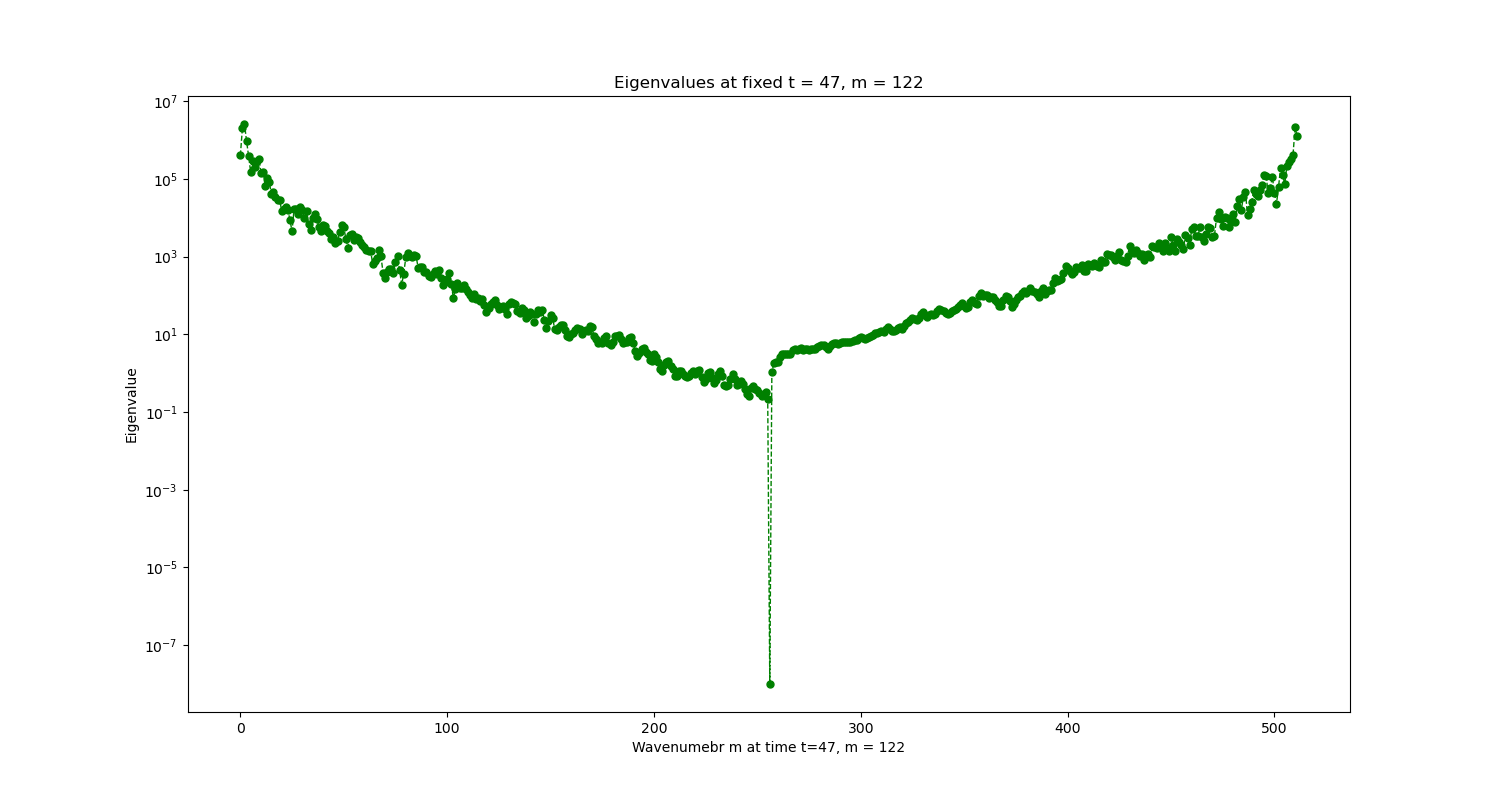 Eigenvalues at fixed t = 47, m = 122
Eigenvalue
10^7
10^5
10^3
10^1
10^−1
10^−3
10^−5
10^−7
0 100 200 300 400 500
Wavenumebr m at time t=47, m = 122